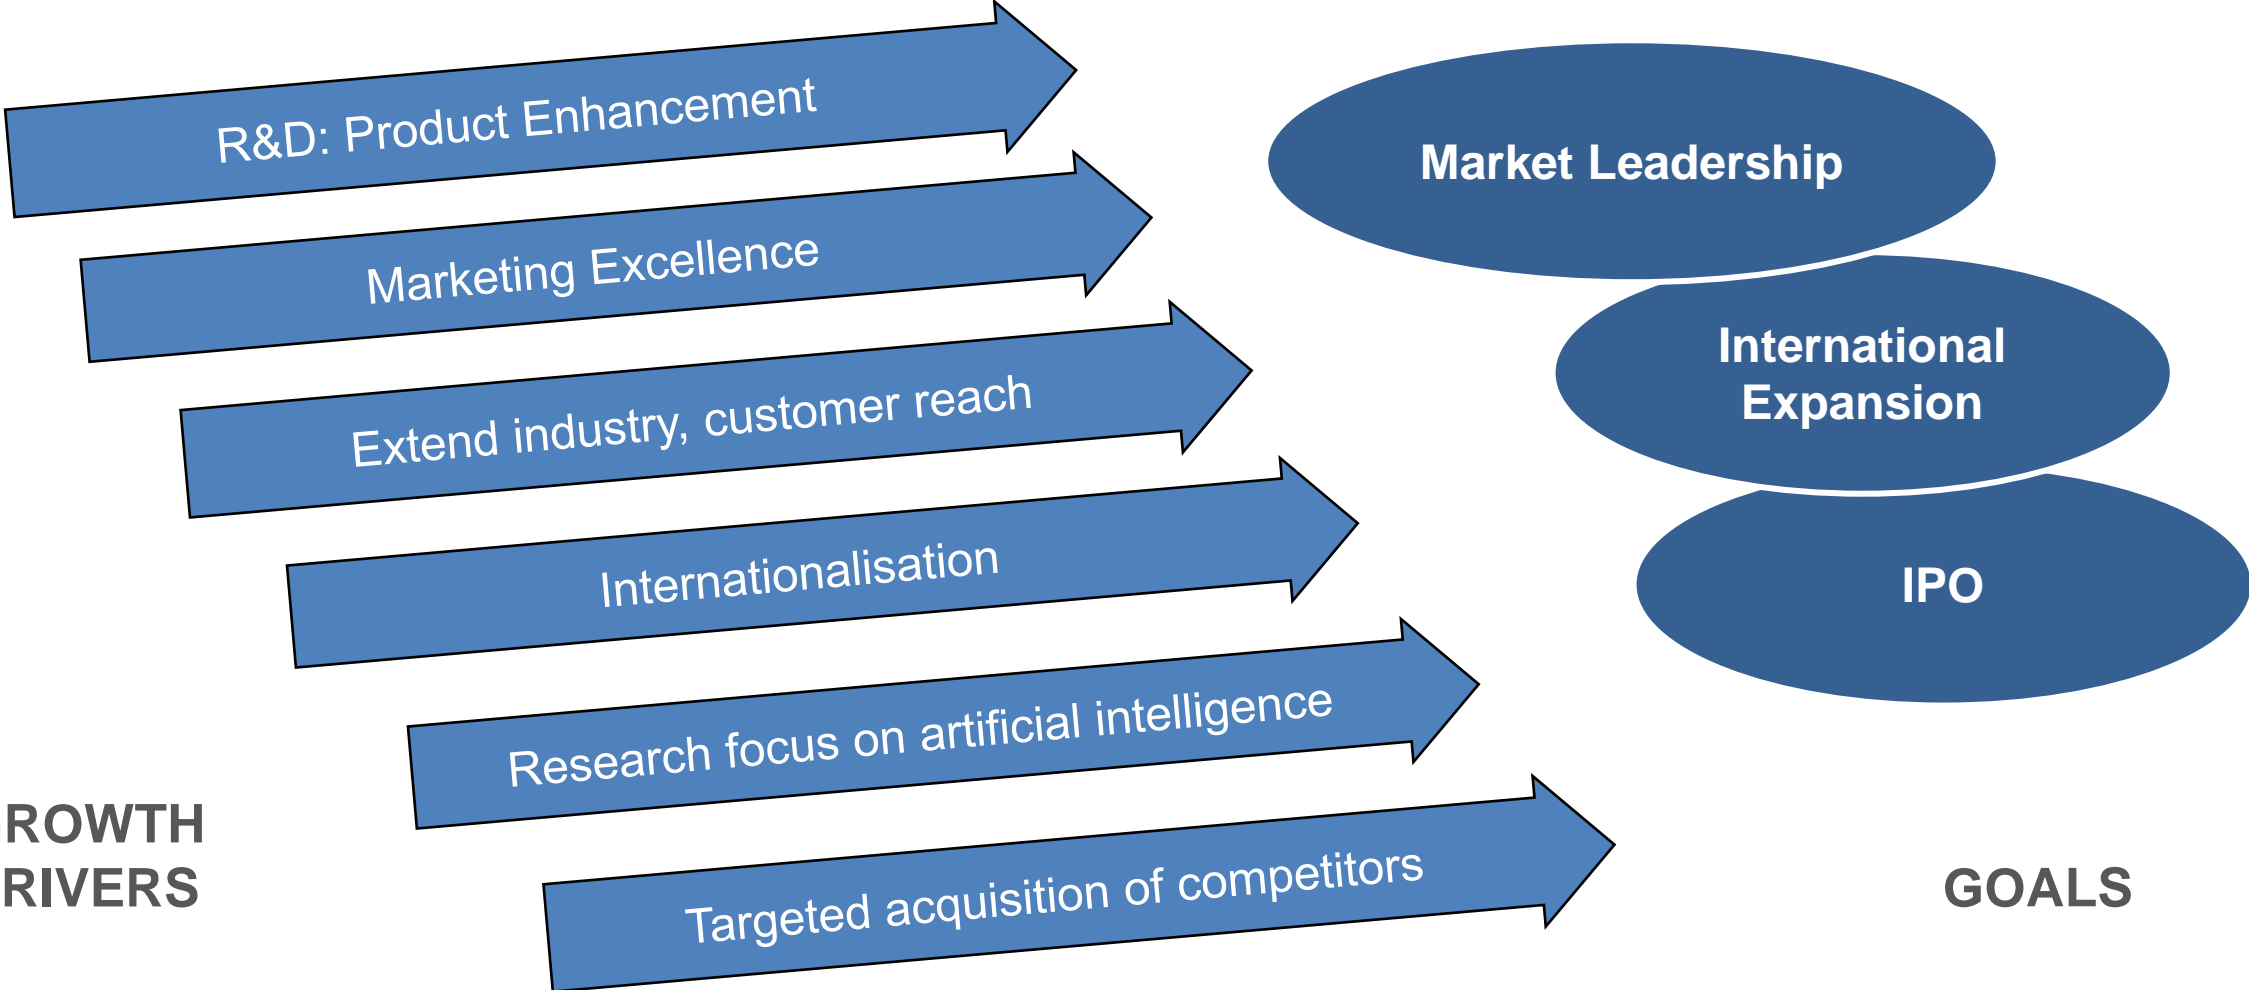 R&D: Product Enhancement
Marketing Excellence
Extend industry, customer reach
Internationalisation
Research focus on artificial intelligence
Targeted acquisition of competitors
Market Leadership
International
Expansion
IPO
ROWTH
RIVERS
GOALS